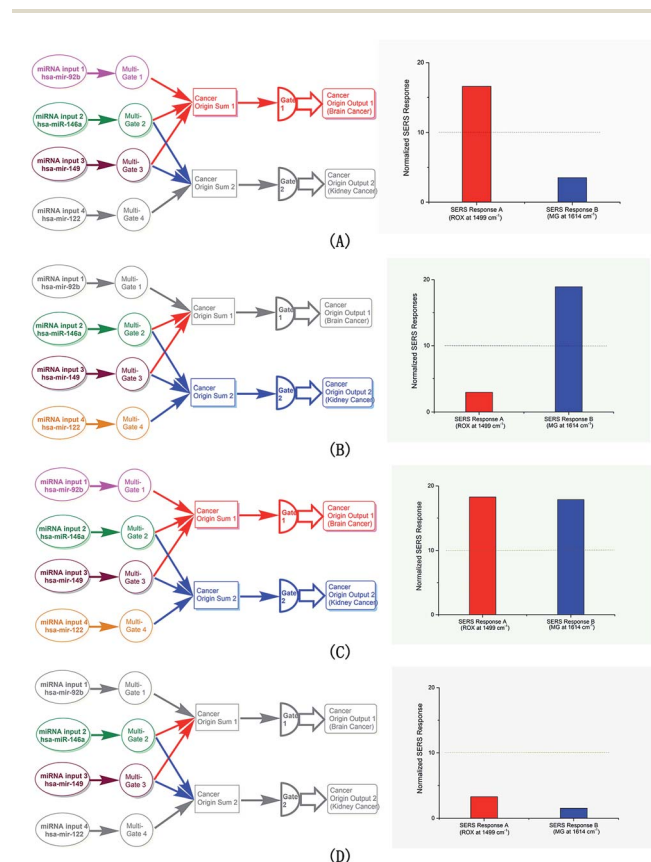 miRNA input 1
hsa-mir-92b
Multi-
Gate 1
miRNA input 2
hsa-miR-146a
Multi-
Gate 2
miRNA input 3
hsa-mir-149
Multi-
Gate 3
miRNA input 4
hsa-mir-122
Multi-
Gate 4
Cancer
Origin Sum 1
Gate
1
Cancer
Origin Output 1
(Brain Cancer)
Cancer
Origin Sum 2
Gate
2
Cancer
Origin Output 2
(Kidney Cancer)
Normalized SERS Response
20
10
0
SERS Response A
(ROX at 1499 cm⁻¹)
SERS Response B
(MG at 1614 cm⁻¹)
(A)
miRNA input 1
hsa-mir-92b
Multi-
Gate 1
miRNA input 2
hsa-miR-146a
Multi-
Gate 2
miRNA input 3
hsa-mir-149
Multi-
Gate 3
miRNA input 4
hsa-mir-122
Multi-
Gate 4
Cancer
Origin Sum 1
Gate
1
Cancer
Origin Output 1
(Brain Cancer)
Cancer
Origin Sum 2
Gate
2
Cancer
Origin Output 2
(Kidney Cancer)
Normalized SERS Responses
20
10
0
SERS Response A
(ROX at 1499 cm⁻¹)
SERS Response B
(MG at 1614 cm⁻¹)
(B)
miRNA input 1
hsa-mir-92b
Multi-
Gate 1
miRNA input 2
hsa-miR-146a
Multi-
Gate 2
miRNA input 3
hsa-mir-149
Multi-
Gate 3
miRNA input 4
hsa-mir-122
Multi-
Gate 4
Cancer
Origin Sum 1
Gate
1
Cancer
Origin Output 1
(Brain Cancer)
Cancer
Origin Sum 2
Gate
2
Cancer
Origin Output 2
(Kidney Cancer)
Normalized SERS Response
20
10
0
SERS Response A
(ROX at 1499 cm⁻¹)
SERS Response B
(MG at 1614 cm⁻¹)
(C)
miRNA input 1
hsa-mir-92b
Multi-
Gate 1
miRNA input 2
hsa-miR-146a
Multi-
Gate 2
miRNA input 3
hsa-mir-149
Multi-
Gate 3
miRNA input 4
hsa-mir-122
Multi-
Gate 4
Cancer
Origin Sum 1
Gate
1
Cancer
Origin Output 1
(Brain Cancer)
Cancer
Origin Sum 2
Gate
2
Cancer
Origin Output 2
(Kidney Cancer)
Normalized SERS Response
20
10
0
SERS Response A
(ROX at 1499 cm⁻¹)
SERS Response B
(MG at 1614 cm⁻¹)
(D)